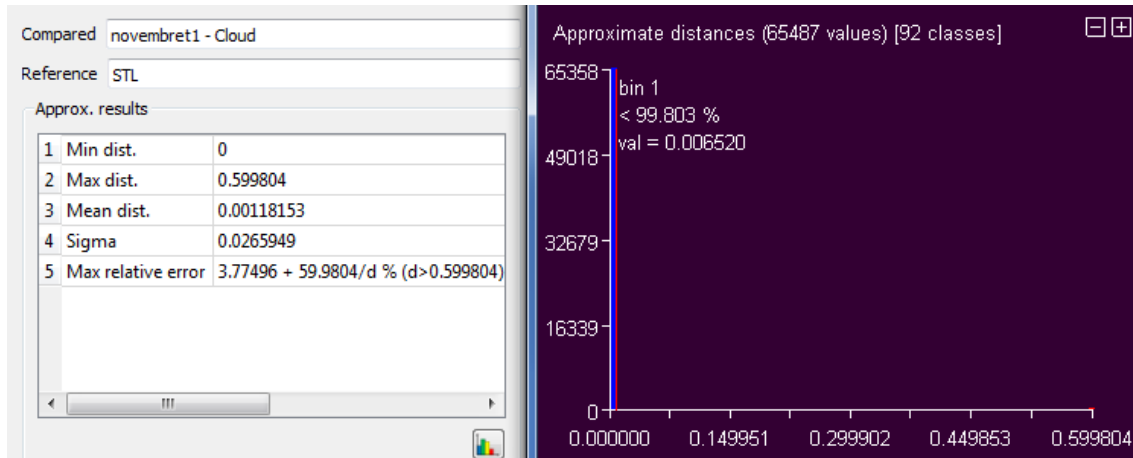 Compared novembret1 - Cloud
Reference STL
Approx. results
1 Min dist. 0
2 Max dist. 0.599804
3 Mean dist. 0.00118153
4 Sigma 0.0265949
5 Max relative error 3.77496 + 59.9804/d % (d>0.599804)
Approximate distances (65487 values) [92 classes]
65358
bin 1
< 99.803 %
val = 0.006520
49018
32679
16339
0
0.000000 0.149951 0.299902 0.449853 0.599804